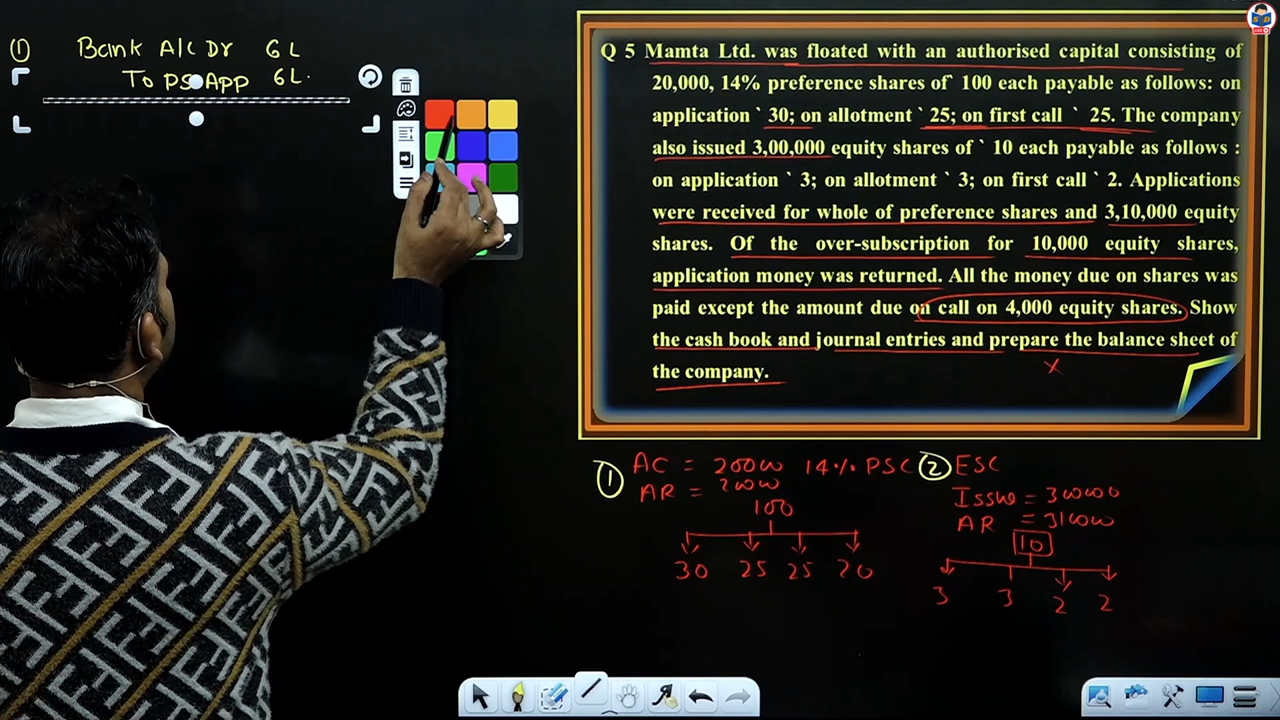 ① Bank A/c Dr 6L
To PS App 6L.
Q 5 Mamta Ltd. was floated with an authorised capital consisting of
20,000, 14% preference shares of ` 100 each payable as follows: on
application ` 30; on allotment ` 25; on first call ` 25. The company
also issued 3,00,000 equity shares of ` 10 each payable as follows :
on application ` 3; on allotment ` 3; on first call ` 2. Applications
were received for whole of preference shares and 3,10,000 equity
shares. Of the over-subscription for 10,000 equity shares,
application money was returned. All the money due on shares was
paid except the amount due on call on 4,000 equity shares. Show
the cash book and journal entries and prepare the balance sheet of
the company.
① AC = 20000 14% PSC
AR = 20000
100
30 25 25 20
② ESC
Issue = 300000
AR = 310000
10
3 3 2 2